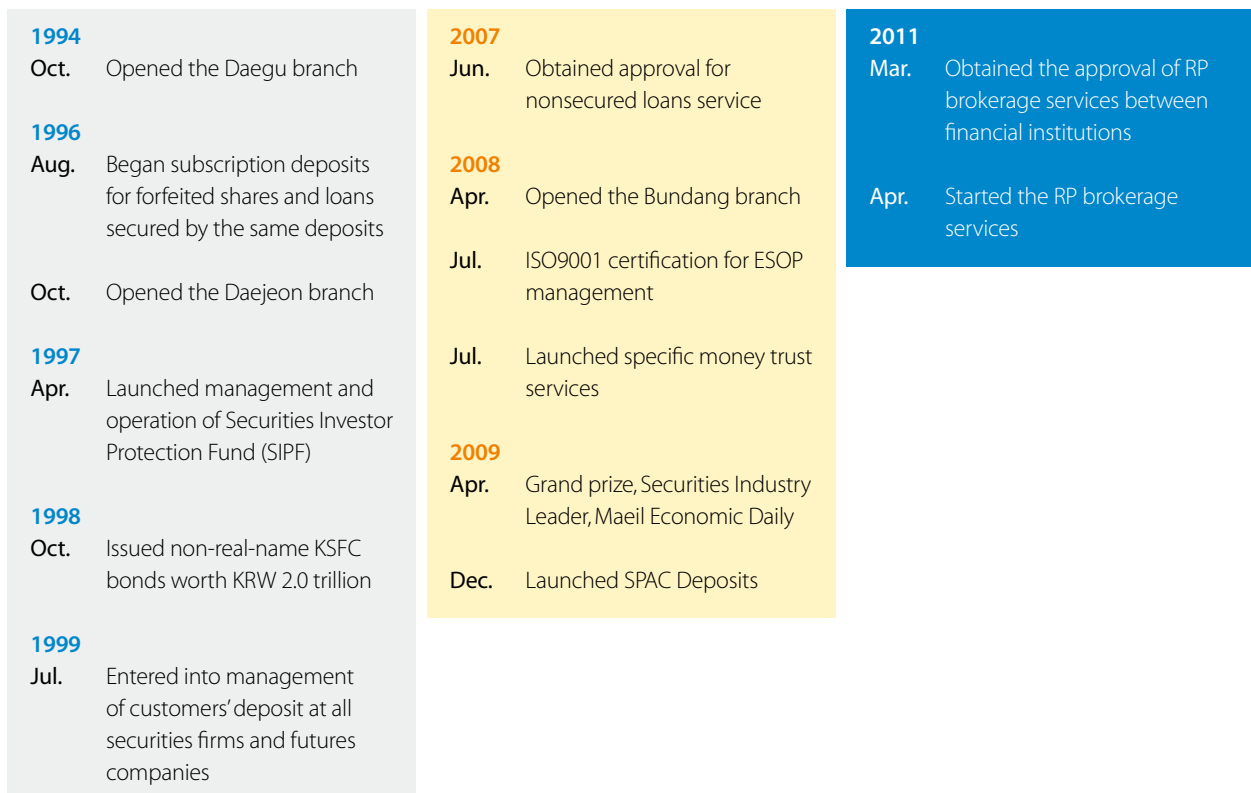 1994
Oct. Opened the Daegu branch
1996
Aug. Began subscription deposits
for forfeited shares and loans
secured by the same deposits
Oct. Opened the Daejeon branch
1997
Apr. Launched management and
operation of Securities Investor
Protection Fund (SIPF)
1998
Oct. Issued non-real-name KSFC
bonds worth KRW 2.0 trillion
1999
Jul. Entered into management
of customers' deposit at all
securities firms and futures
companies
2007
Jun. Obtained approval for
nonsecured loans service
2008
Apr. Opened the Bundang branch
Jul. ISO9001 certification for ESOP
management
Jul. Launched specific money trust
services
2009
Apr. Grand prize, Securities Industry
Leader, Maeil Economic Daily
Dec. Launched SPAC Deposits
2011
Mar. Obtained the approval of RP
brokerage services between
financial institutions
Apr. Started the RP brokerage
services